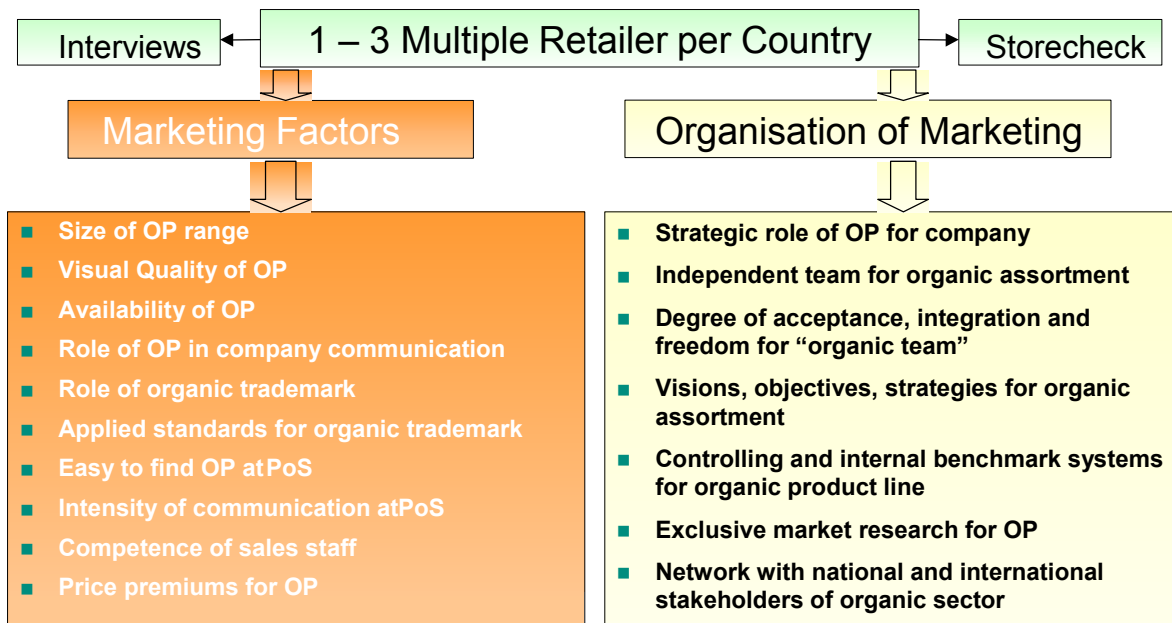 Interviews
1 – 3 Multiple Retailer per Country
Storecheck
Marketing Factors
Organisation of Marketing
Size of OP range
Visual Quality of OP
Availability of OP
Role of OP in company communication
Role of organic trademark
Applied standards for organic trademark
Easy to find OP atPoS
Intensity of communication atPoS
Competence of sales staff
Price premiums for OP
Strategic role of OP for company
Independent team for organic assortment
Degree of acceptance, integration and
freedom for “organic team”
Visions, objectives, strategies for organic
assortment
Controlling and internal benchmark systems
for organic product line
Exclusive market research for OP
Network with national and international
stakeholders of organic sector